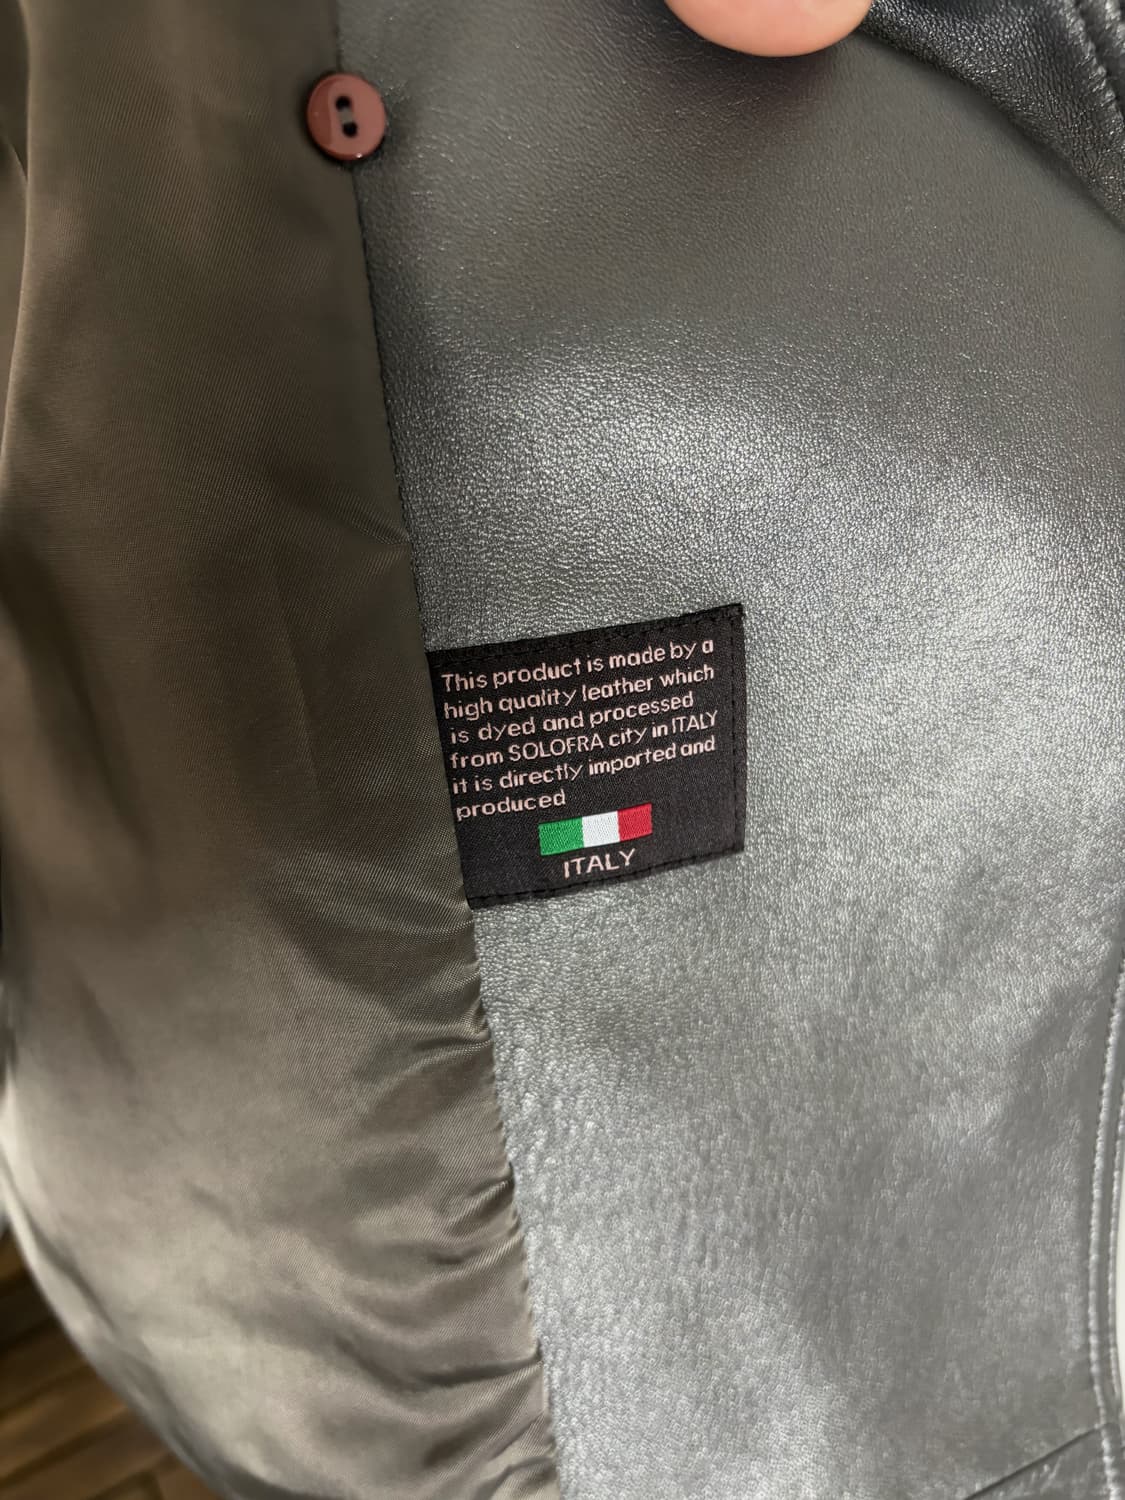 This product is made by a
high quality leather which
is dyed and processed
from SOLOFRA city in ITALY
it is directly imported and
produced
ITALY